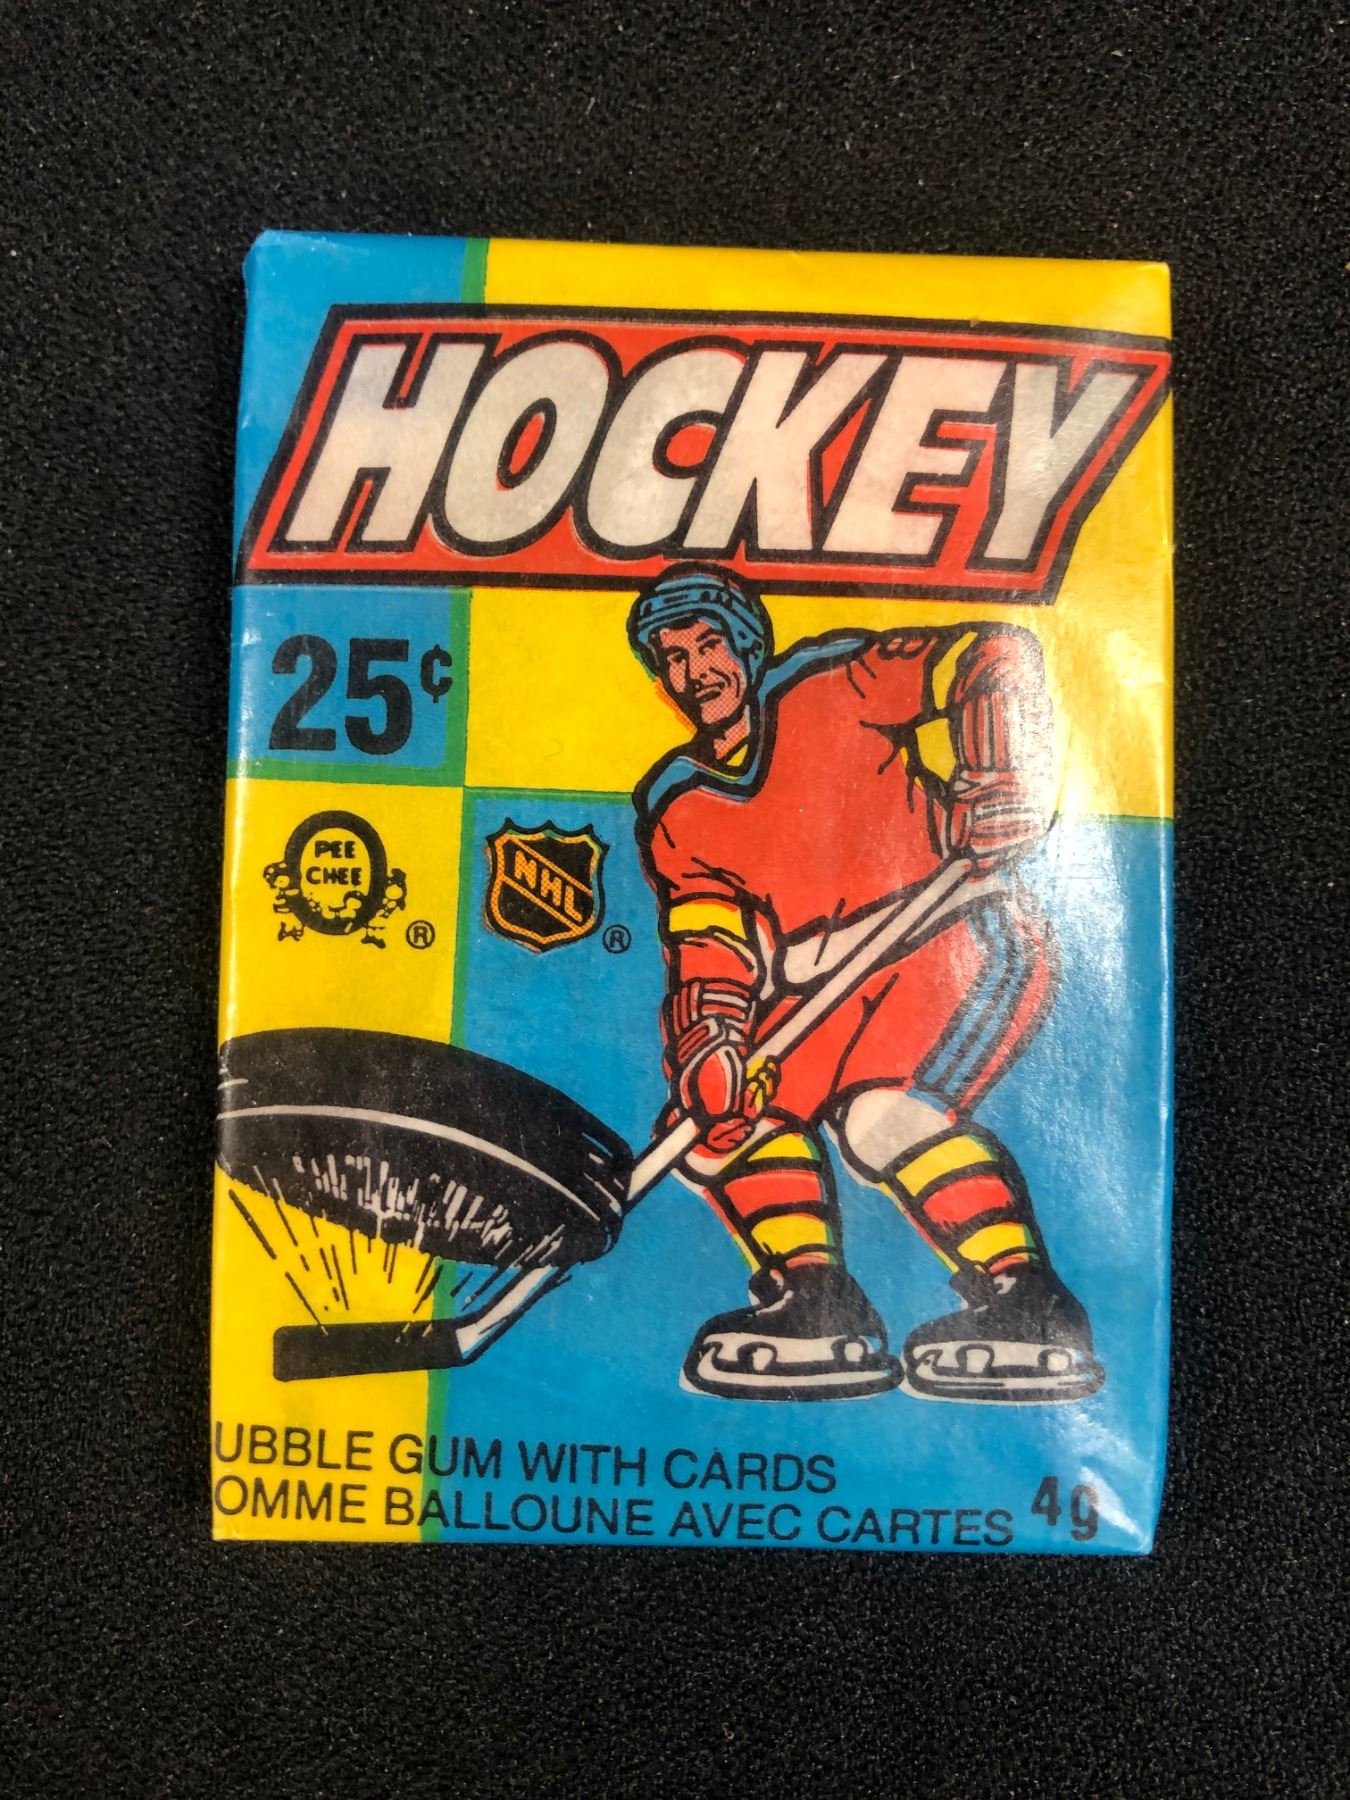 HOCKEY
25¢
PEE
CHEE
®
NHL
®
UBBLE GUM WITH CARDS
OMME BALLOUNE AVEC CARTES 4g